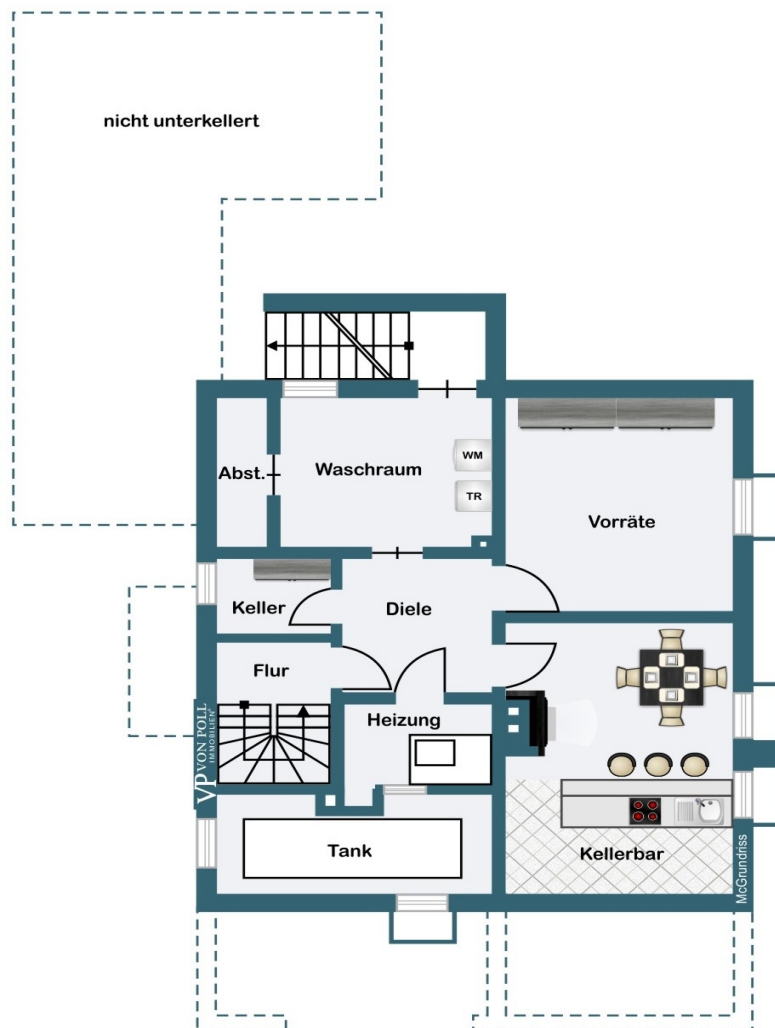 nicht unterkellert
Waschraum
WM
Abst.
TR
Vorräte
Keller
Diele
Flur
Heizung
VP VON POLL
IMMOBILIEN®
Tank
Kellerbar
McGrundriss